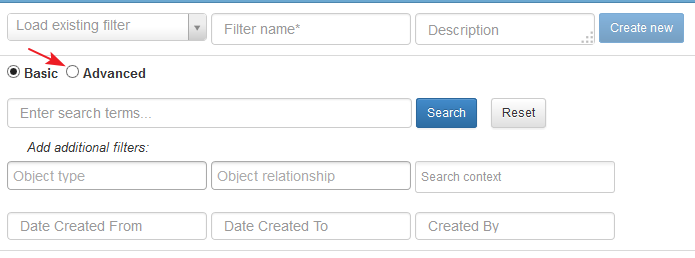 Load existing filter Filter name* Description Create new
Basic Advanced
Enter search terms... Search Reset
Add additional filters:
Object type Object relationship Search context
Date Created From Date Created To Created By